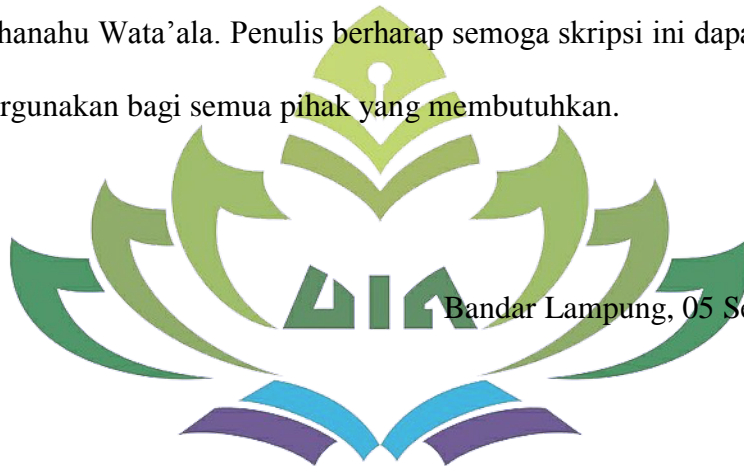 hanahu Wata’ala. Penulis berharap semoga skripsi ini dapa
rgunakan bagi semua pihak yang membutuhkan.
UIN
Bandar Lampung, 05 Se